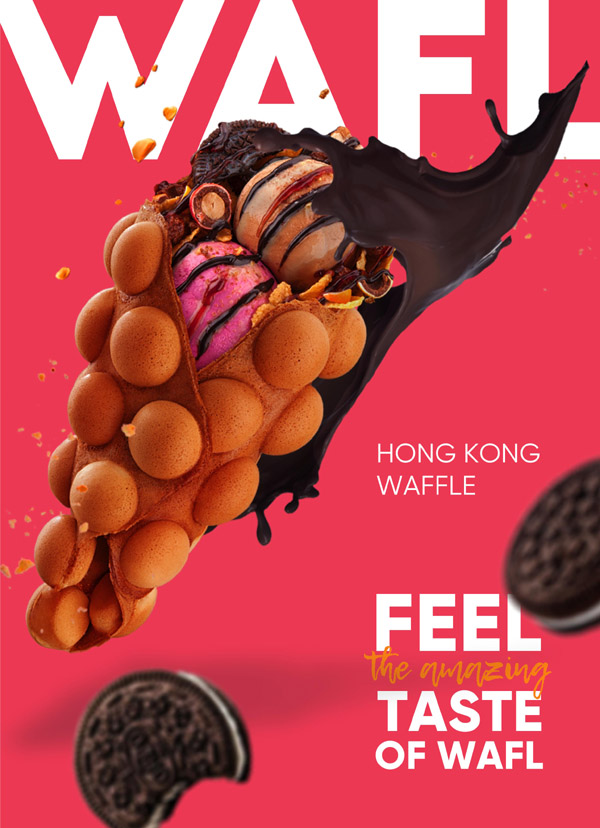 WAFL
HONG KONG
WAFFLE
FEEL
the amazing
TASTE
OF WAFL